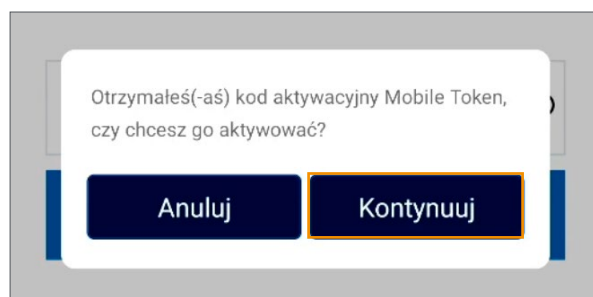 Otrzymałeś(-aś) kod aktywacyjny Mobile Token,
czy chcesz go aktywować?
Anuluj Kontynuuj